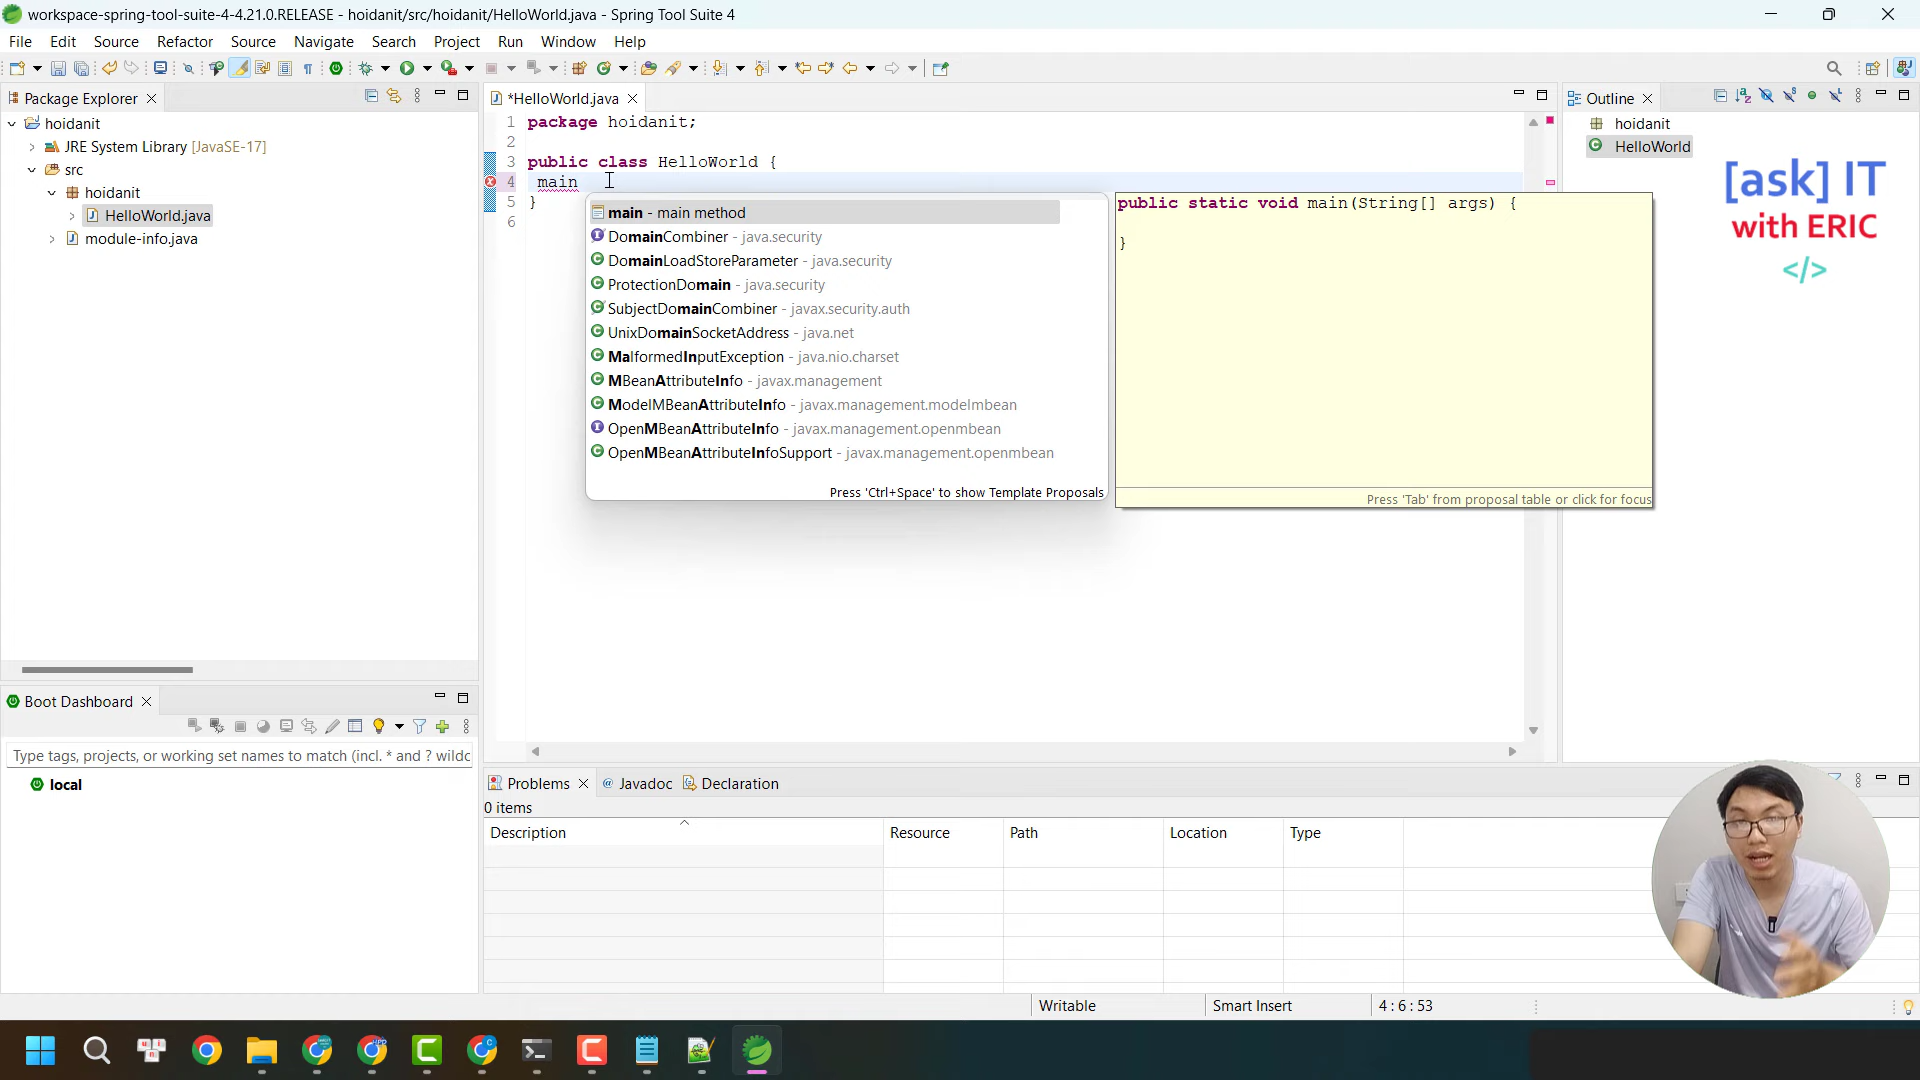 workspace-spring-tool-suite-4-4.21.0.RELEASE - hoidanit/src/hoidanit/HelloWorld.java - Spring Tool Suite 4
File Edit Source Refactor Source Navigate Search Project Run Window Help
Package Explorer
hoidanit
JRE System Library [JavaSE-17]
src
hoidanit
HelloWorld.java
module-info.java
*HelloWorld.java
1 package hoidanit;
2
3 public class HelloWorld {
4 main
5 }
6
main - main method
DomainCombiner - java.security
DomainLoadStoreParameter - java.security
ProtectionDomain - java.security
SubjectDomainCombiner - javax.security.auth
UnixDomainSocketAddress - java.net
MalformedInputException - java.nio.charset
MBeanAttributeInfo - javax.management
ModelMBeanAttributeInfo - javax.management.modelmbean
OpenMBeanAttributeInfo - javax.management.openmbean
OpenMBeanAttributeInfoSupport - javax.management.openmbean
Press 'Ctrl+Space' to show Template Proposals
public static void main(String[] args) {
}
Press 'Tab' from proposal table or click for focus
Outline
hoidanit
HelloWorld
[ask] IT
with ERIC
</>
Boot Dashboard
Type tags, projects, or working set names to match (incl. * and ? wildc
local
Problems Javadoc Declaration
0 items
Description Resource Path Location Type
Writable Smart Insert 4 : 6 : 53